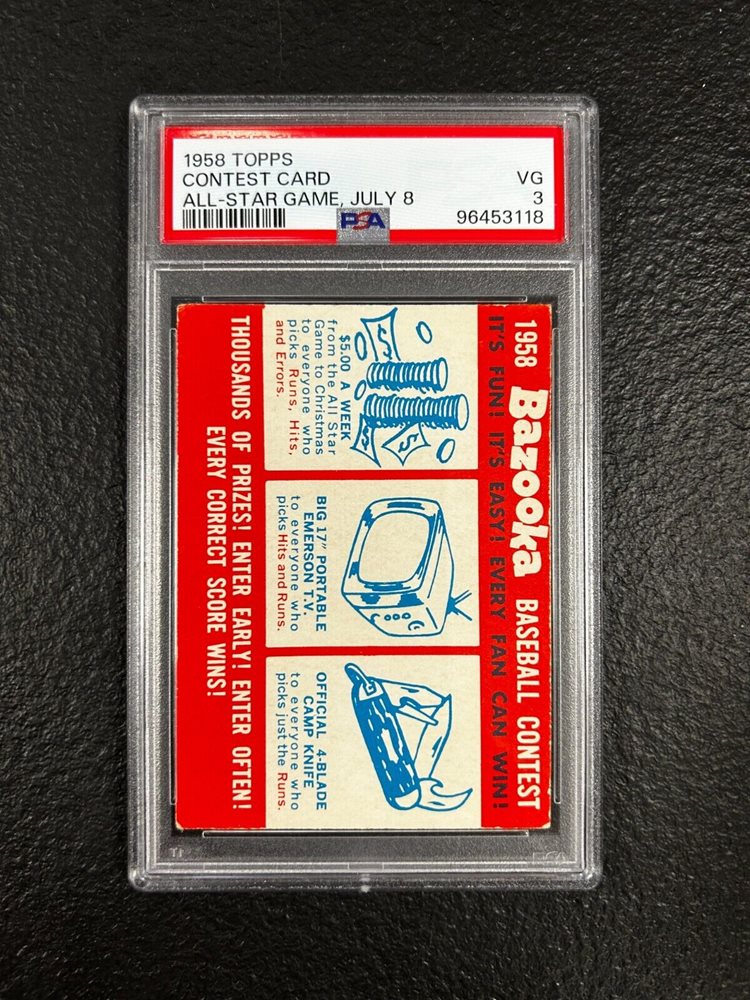 1958 TOPPS
CONTEST CARD VG
ALL-STAR GAME, JULY 8 3
PSA 96453118
1958 Bazooka BASEBALL CONTEST
IT'S FUN! IT'S EASY! EVERY FAN CAN WIN!
$5.00 A WEEK
from the All Star
Game to Christmas
to everyone who
picks Runs, Hits,
and Errors.
BIG 17" PORTABLE
EMERSON T.V.
to everyone who
picks Hits and Runs.
OFFICIAL 4-BLADE
CAMP KNIFE
to everyone who
picks just the Runs.
THOUSANDS OF PRIZES! ENTER EARLY! ENTER OFTEN!
EVERY CORRECT SCORE WINS!